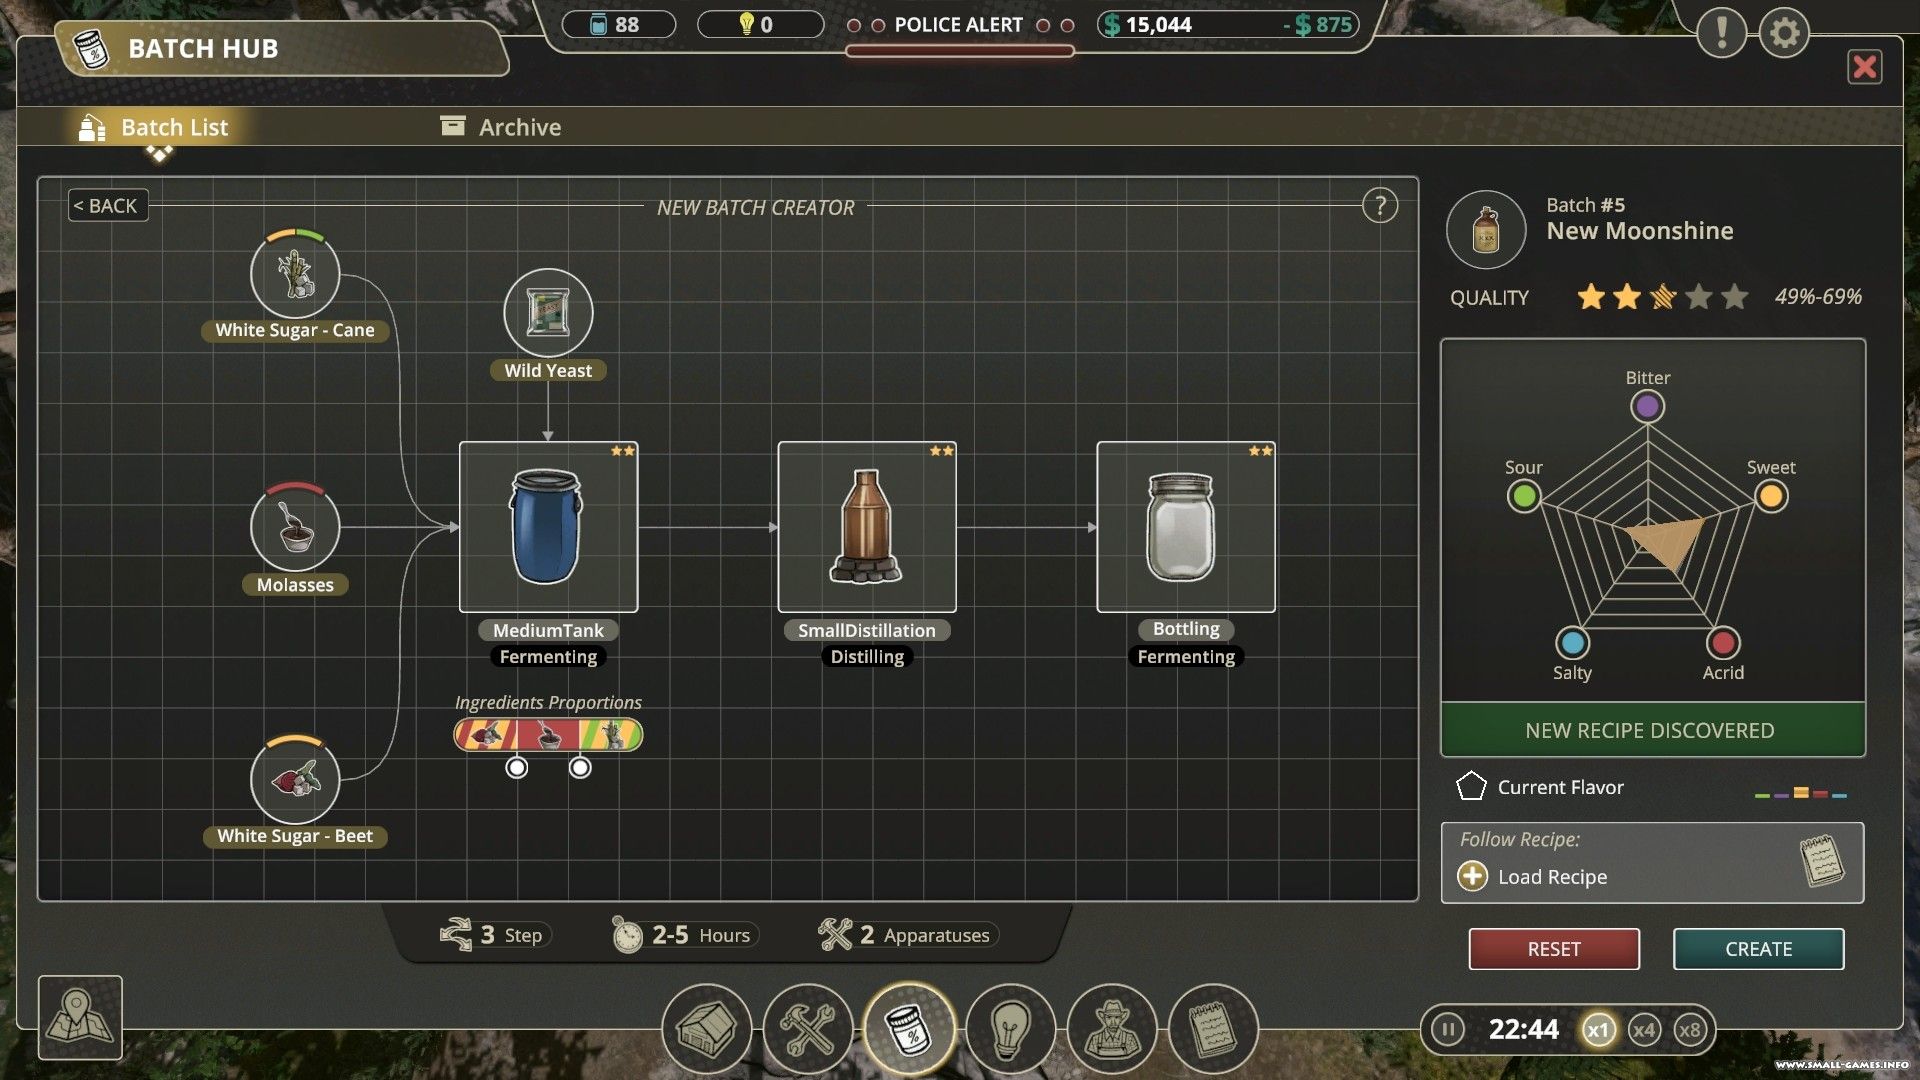 BATCH HUB
88
0
POLICE ALERT
$ 15,044
- $ 875
Batch List
Archive
< BACK
NEW BATCH CREATOR
?
White Sugar - Cane
Wild Yeast
Molasses
White Sugar - Beet
MediumTank
Fermenting
SmallDistillation
Distilling
Bottling
Fermenting
Ingredients Proportions
3 Step
2-5 Hours
2 Apparatuses
Batch #5
New Moonshine
QUALITY
49%-69%
Bitter
Sour
Sweet
Salty
Acrid
NEW RECIPE DISCOVERED
Current Flavor
Follow Recipe:
Load Recipe
RESET
CREATE
22:44
x1
x4
x8
WWW.SMALL-GAMES.INFO